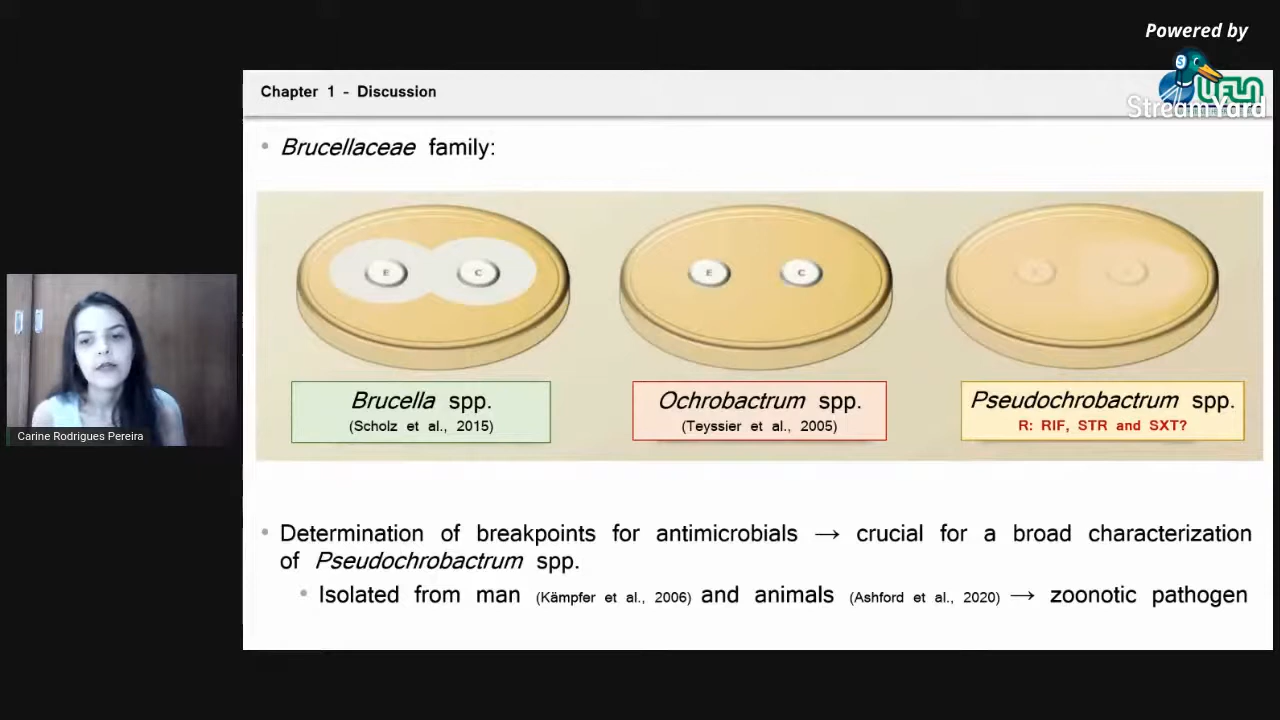 Powered by
StreamYard
UFLA
Chapter 1 - Discussion
• Brucellaceae family:
E C
E C
Brucella spp.
(Scholz et al., 2015)
Ochrobactrum spp.
(Teyssier et al., 2005)
Pseudochrobactrum spp.
R: RIF, STR and SXT?
Carine Rodrigues Pereira
• Determination of breakpoints for antimicrobials → crucial for a broad characterization
of Pseudochrobactrum spp.
• Isolated from man (Kämpfer et al., 2006) and animals (Ashford et al., 2020) → zoonotic pathogen